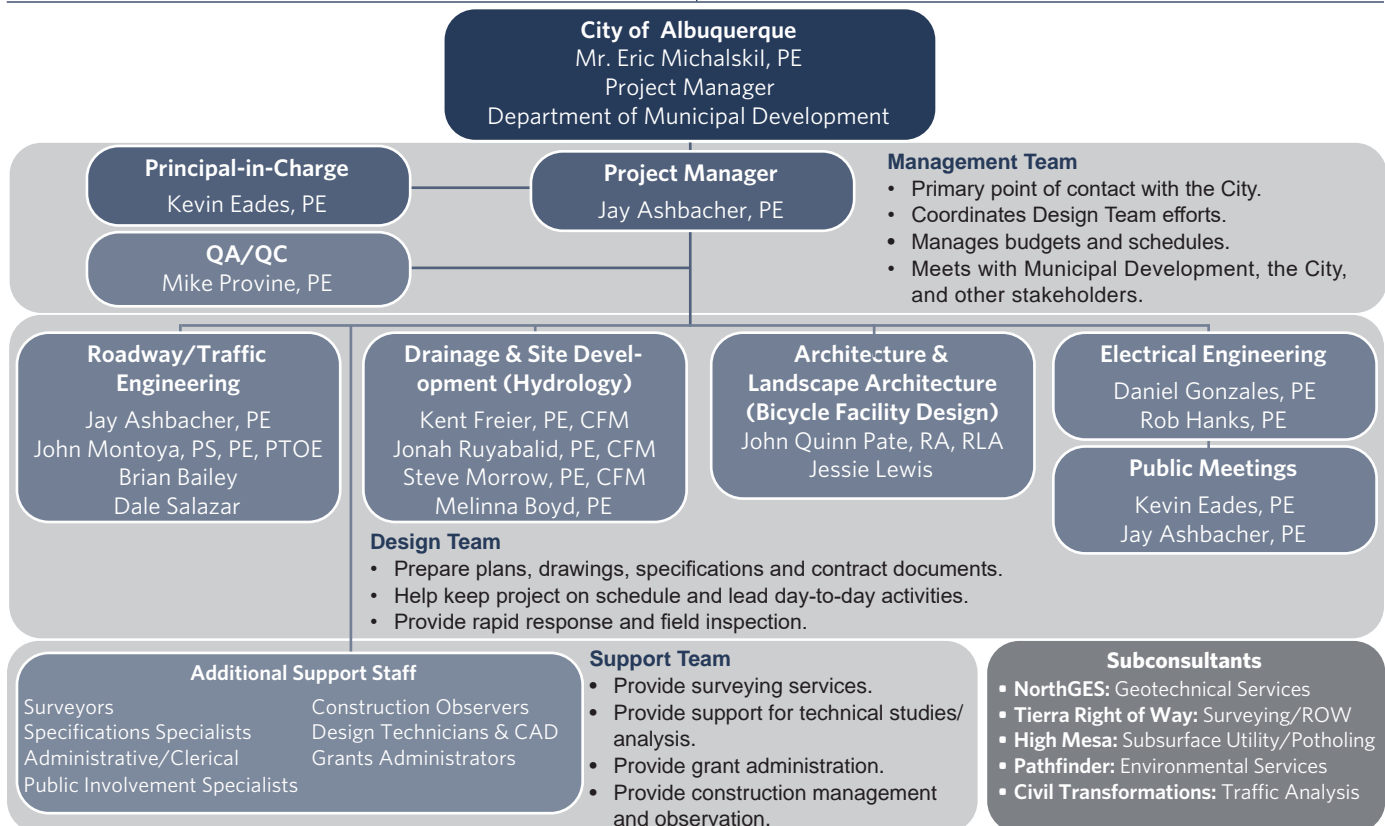 City of Albuquerque
Mr. Eric Michalskil, PE
Project Manager
Department of Municipal Development
Principal-in-Charge
Kevin Eades, PE
Project Manager
Jay Ashbacher, PE
QA/QC
Mike Provine, PE
Management Team
• Primary point of contact with the City.
• Coordinates Design Team efforts.
• Manages budgets and schedules.
• Meets with Municipal Development, the City,
and other stakeholders.
Roadway/Traffic
Engineering
Jay Ashbacher, PE
John Montoya, PS, PE, PTOE
Brian Bailey
Dale Salazar
Drainage & Site Devel-
opment (Hydrology)
Kent Freier, PE, CFM
Jonah Ruyabalid, PE, CFM
Steve Morrow, PE, CFM
Melinna Boyd, PE
Architecture &
Landscape Architecture
(Bicycle Facility Design)
John Quinn Pate, RA, RLA
Jessie Lewis
Electrical Engineering
Daniel Gonzales, PE
Rob Hanks, PE
Public Meetings
Kevin Eades, PE
Jay Ashbacher, PE
Design Team
• Prepare plans, drawings, specifications and contract documents.
• Help keep project on schedule and lead day-to-day activities.
• Provide rapid response and field inspection.
Additional Support Staff
Surveyors
Specifications Specialists
Administrative/Clerical
Public Involvement Specialists
Construction Observers
Design Technicians & CAD
Grants Administrators
Support Team
• Provide surveying services.
• Provide support for technical studies/
analysis.
• Provide grant administration.
• Provide construction management
and observation.
Subconsultants
• NorthGES: Geotechnical Services
• Tierra Right of Way: Surveying/ROW
• High Mesa: Subsurface Utility/Potholing
• Pathfinder: Environmental Services
• Civil Transformations: Traffic Analysis